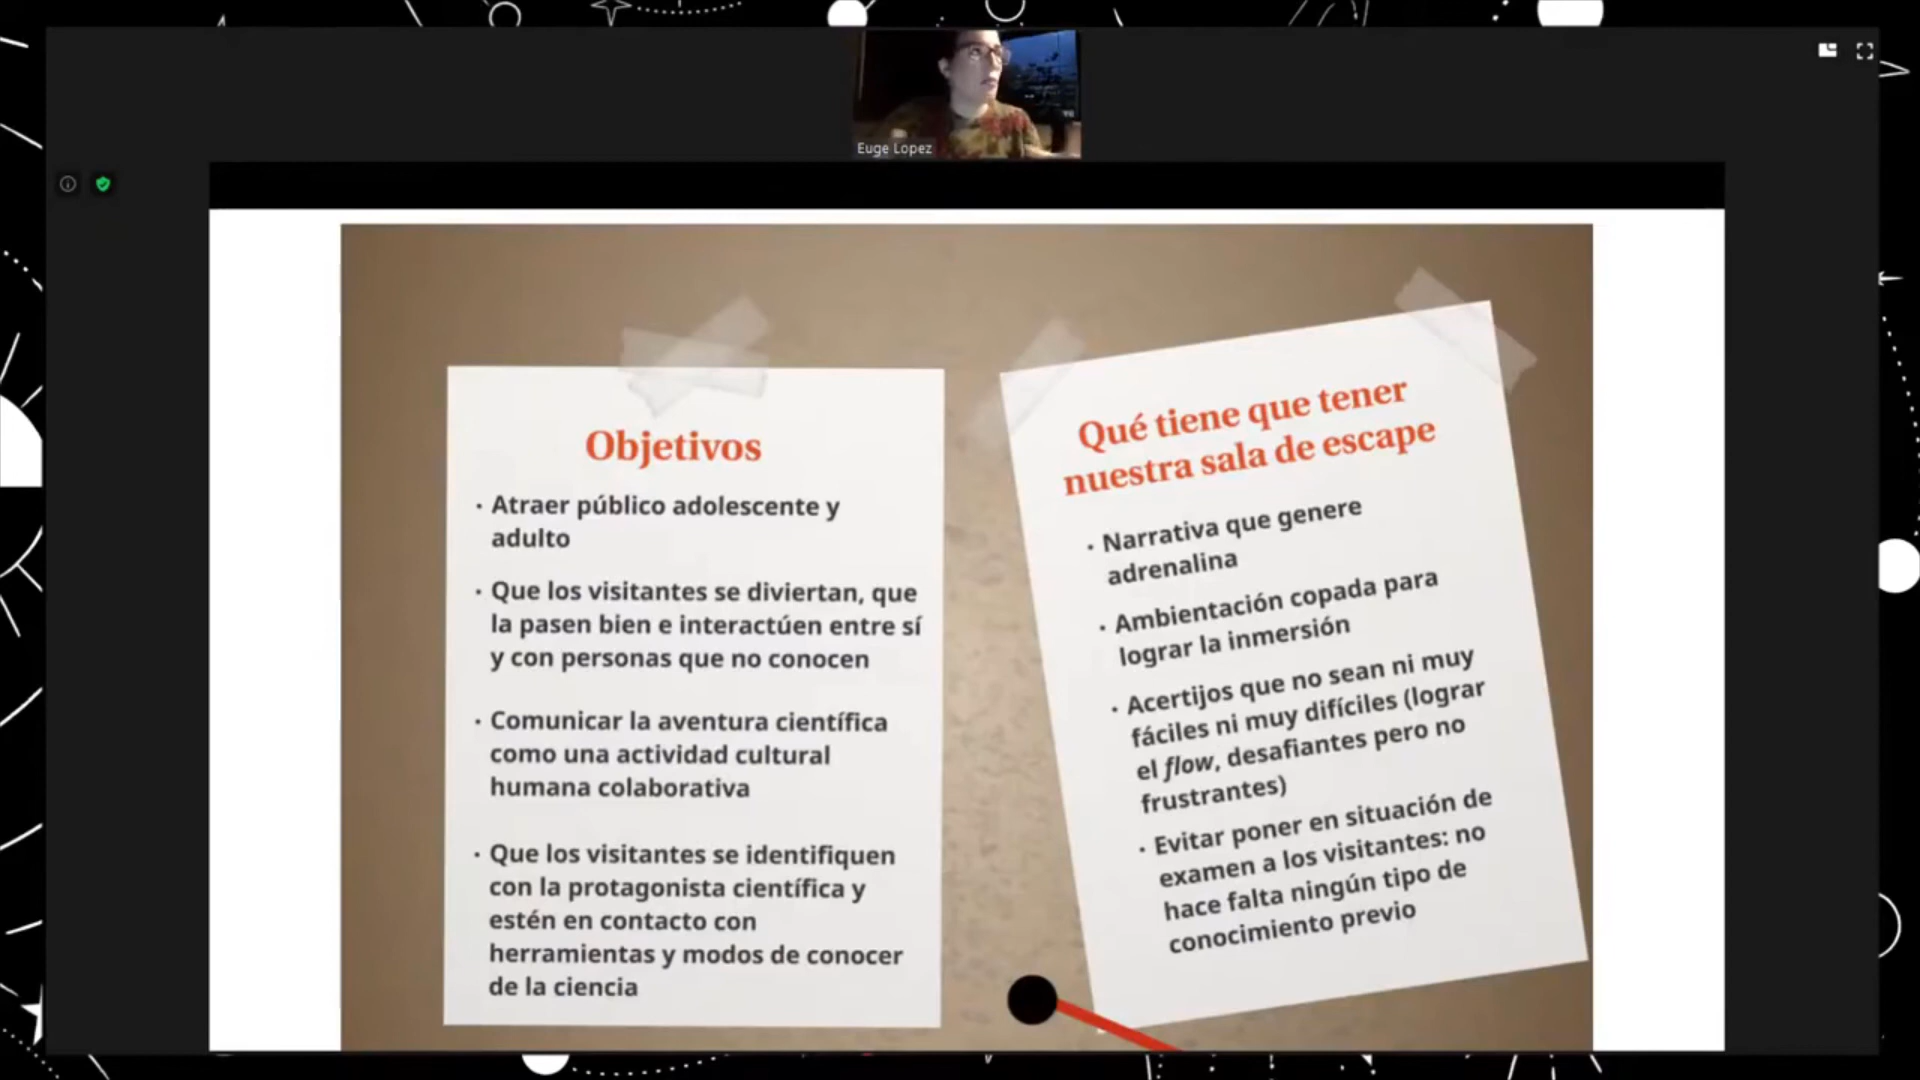 Euge Lopez
Objetivos
· Atraer público adolescente y
adulto
· Que los visitantes se diviertan, que
la pasen bien e interactúen entre sí
y con personas que no conocen
· Comunicar la aventura científica
como una actividad cultural
humana colaborativa
· Que los visitantes se identifiquen
con la protagonista científica y
estén en contacto con
herramientas y modos de conocer
de la ciencia
Qué tiene que tener
nuestra sala de escape
· Narrativa que genere
adrenalina
· Ambientación copada para
lograr la inmersión
· Acertijos que no sean ni muy
fáciles ni muy difíciles (lograr
el flow, desafiantes pero no
frustrantes)
· Evitar poner en situación de
examen a los visitantes: no
hace falta ningún tipo de
conocimiento previo